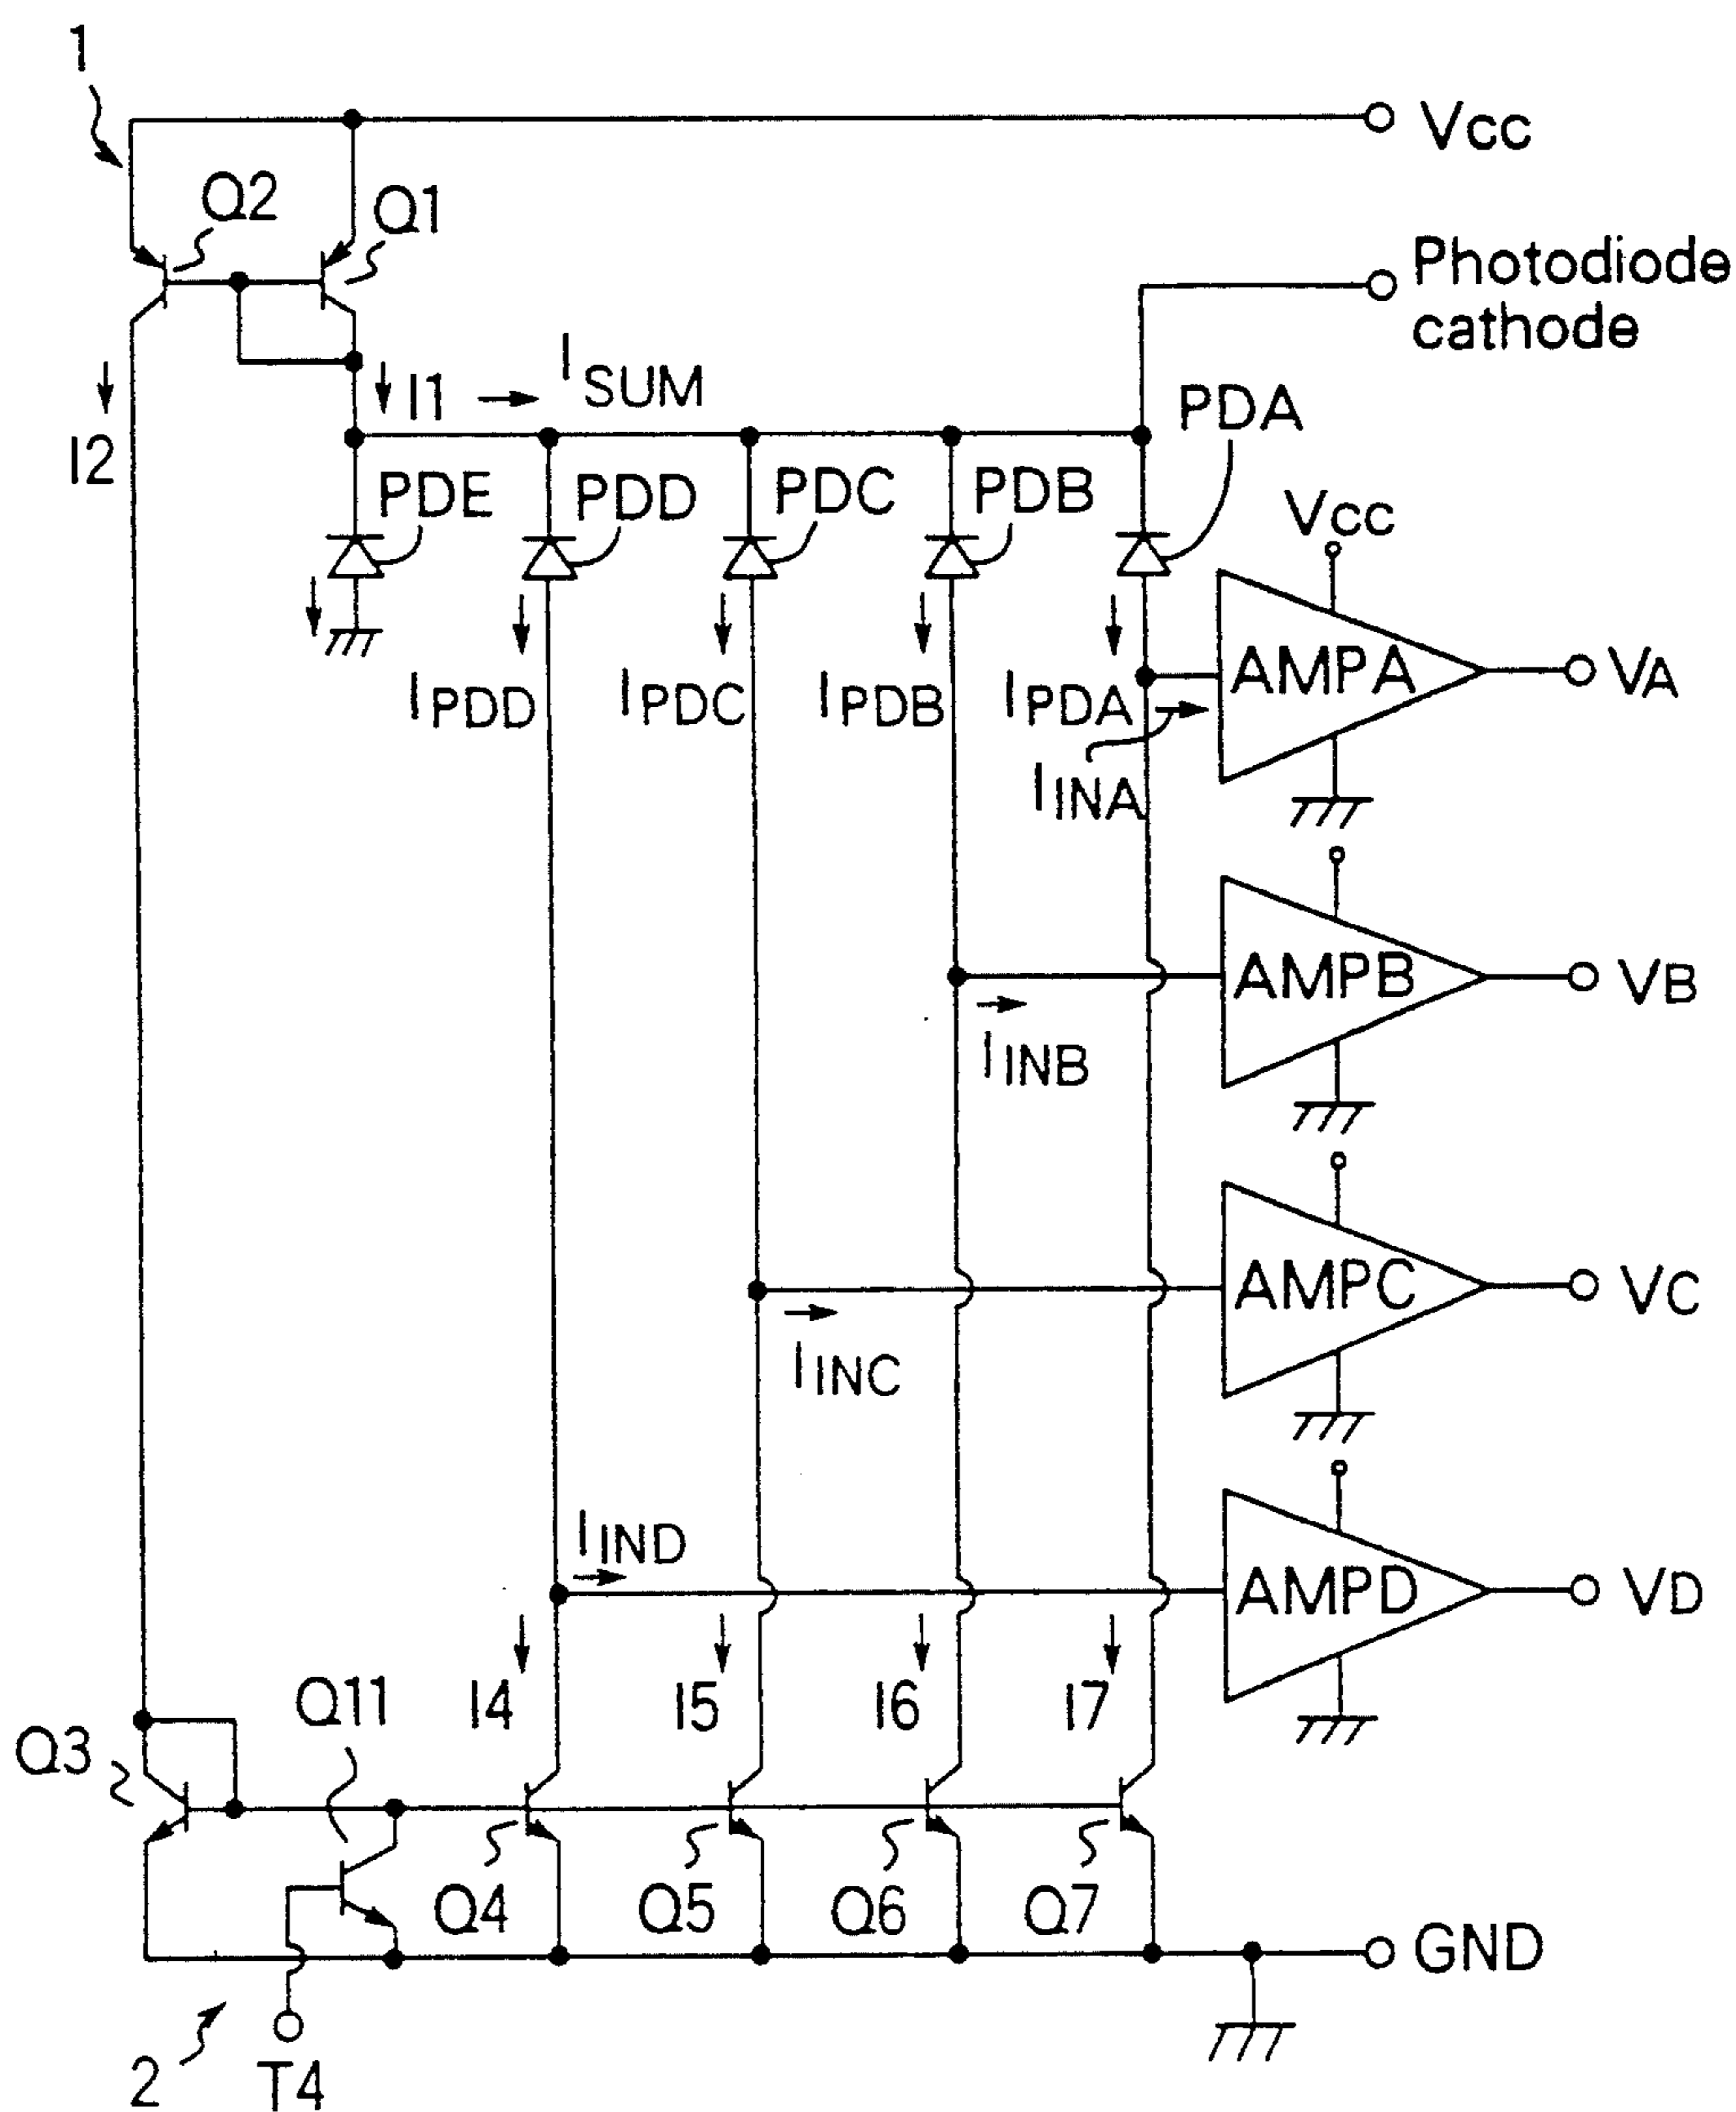 1
Vcc
Q2
Q1
Photodiode
cathode
I1
ISUM
I2
PDA
PDE
PDD
PDC
PDB
Vcc
AMPA
VA
IPDD
IPDC
IPDB
IPDA
IINA
AMPB
VB
IINB
AMPC
VC
IINC
IIND
AMPD
VD
Q11
I4
I5
I6
I7
Q3
Q4
Q5
Q6
Q7
GND
2
T4